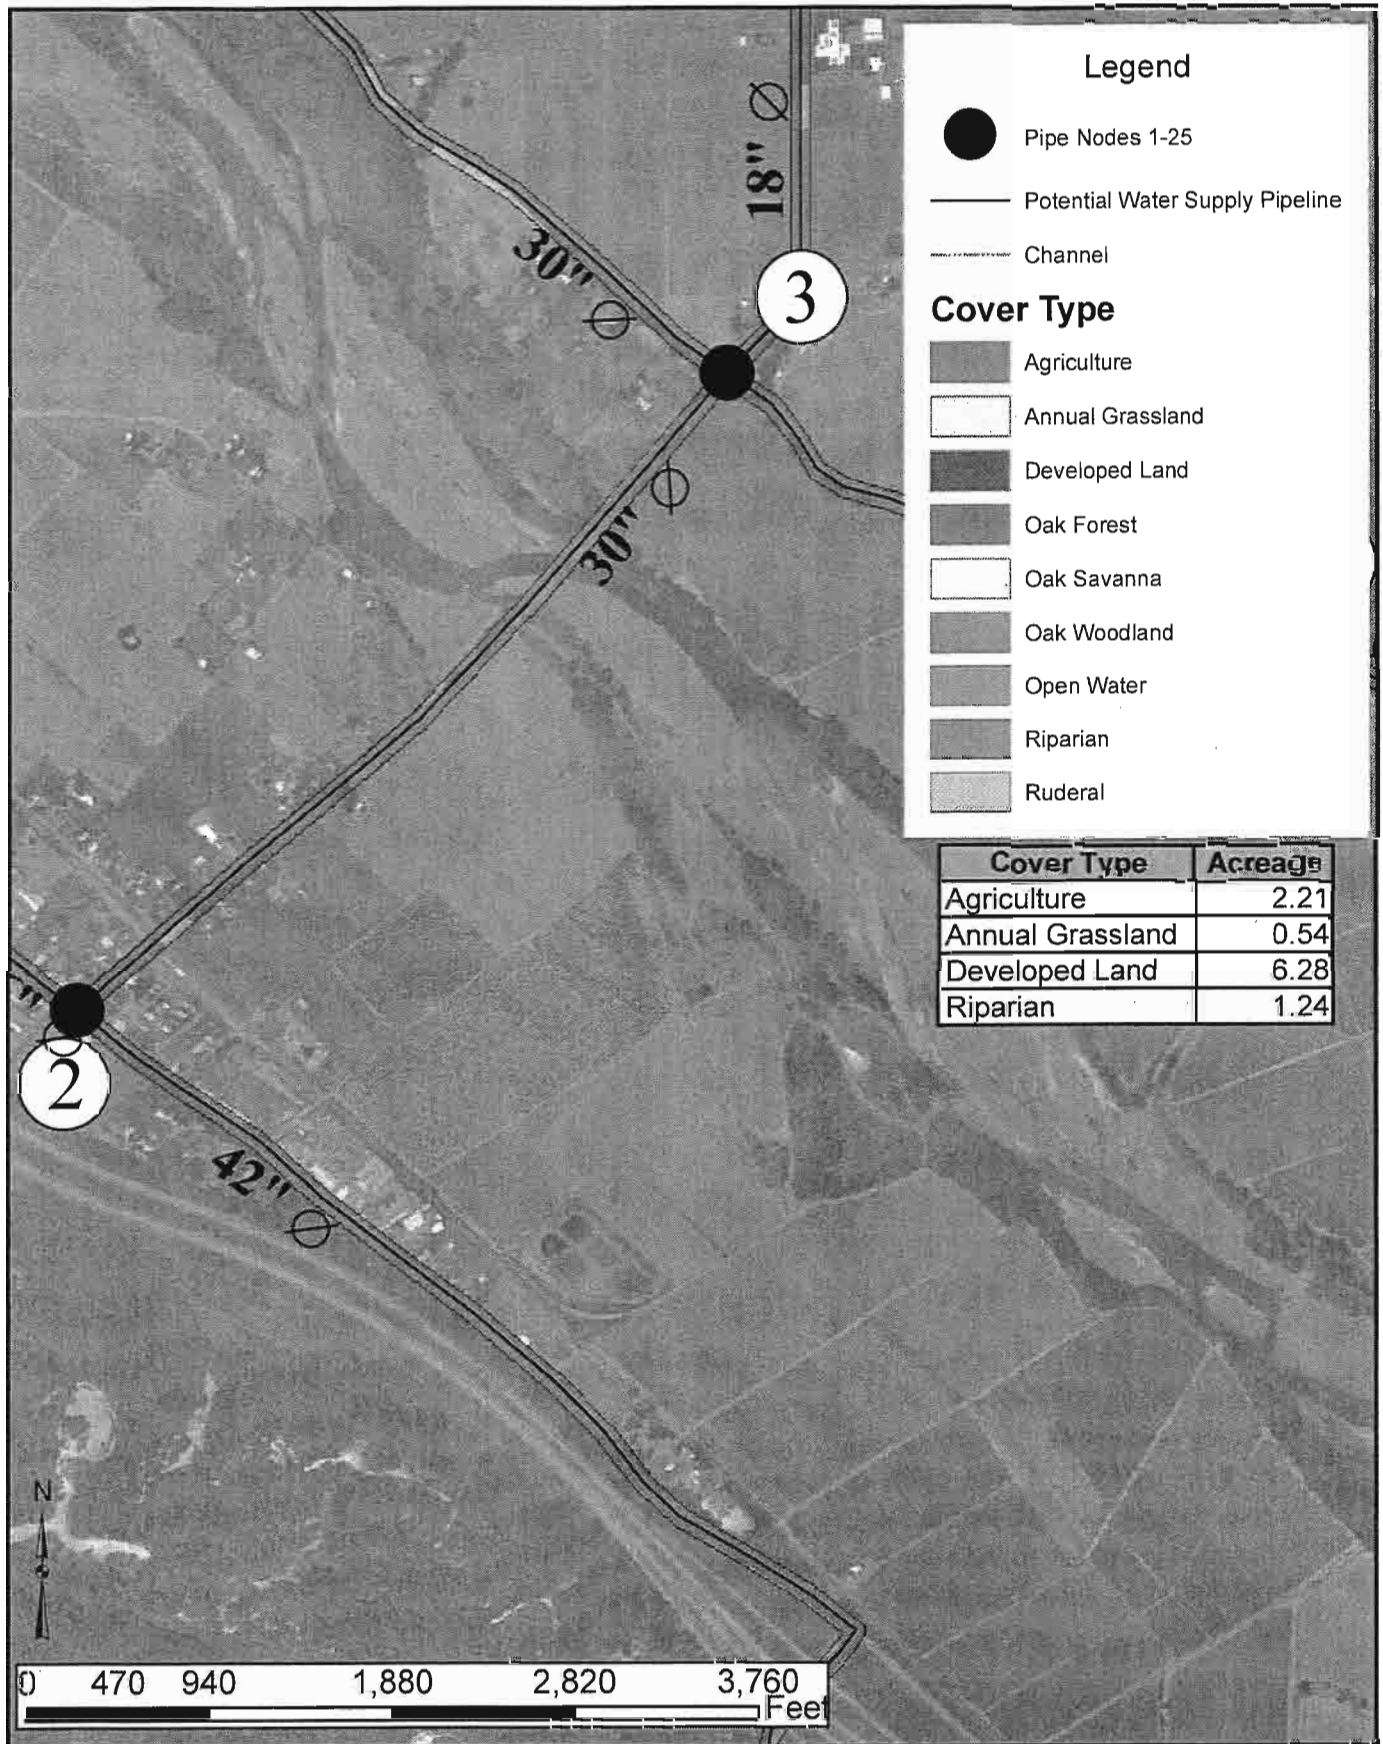 Legend
Pipe Nodes 1-25
Potential Water Supply Pipeline
Channel
Cover Type
Agriculture
Annual Grassland
Developed Land
Oak Forest
Oak Savanna
Oak Woodland
Open Water
Riparian
Ruderal
Cover Type Acreage
Agriculture 2.21
Annual Grassland 0.54
Developed Land 6.28
Riparian 1.24
18" ∅
30" ∅
3
30" ∅
2
42" ∅
N
0 470 940 1,880 2,820 3,760
Feet